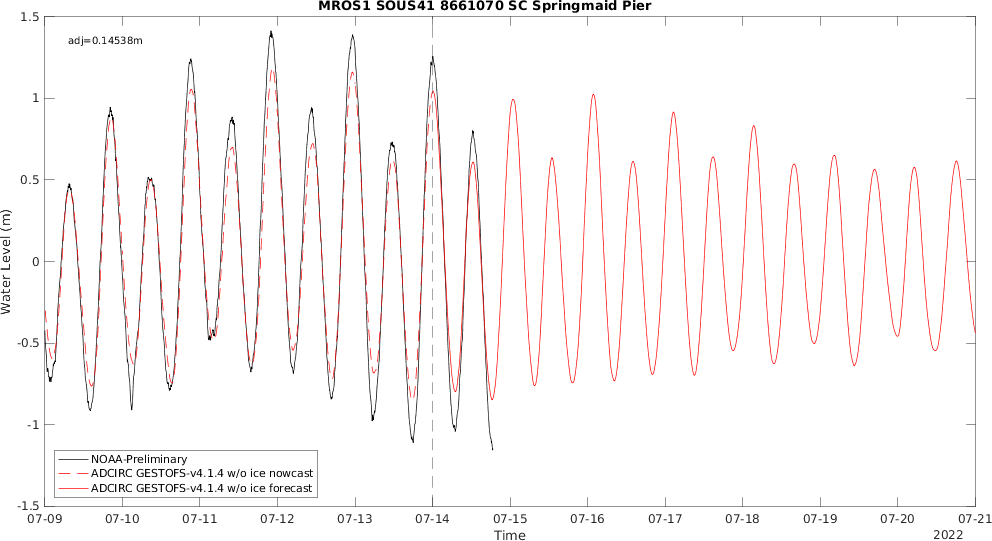 MROS1 SOUS41 8661070 SC Springmaid Pier
adj=0.14538m
1.5
1
0.5
0
-0.5
-1
-1.5
Water Level (m)
NOAA-Preliminary
ADCIRC GESTOFS-v4.1.4 w/o ice nowcast
ADCIRC GESTOFS-v4.1.4 w/o ice forecast
07-09 07-10 07-11 07-12 07-13 07-14 07-15 07-16 07-17 07-18 07-19 07-20 07-21
Time
2022